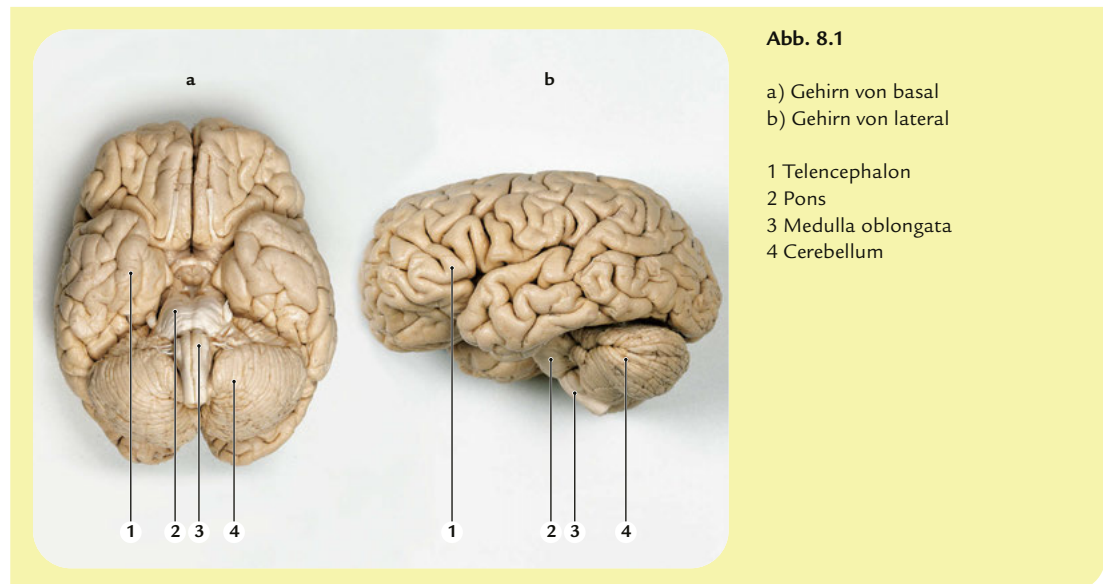 a
b
1
2
3
4
1
2
3
4
Abb. 8.1
a) Gehirn von basal
b) Gehirn von lateral
1 Telencephalon
2 Pons
3 Medulla oblongata
4 Cerebellum